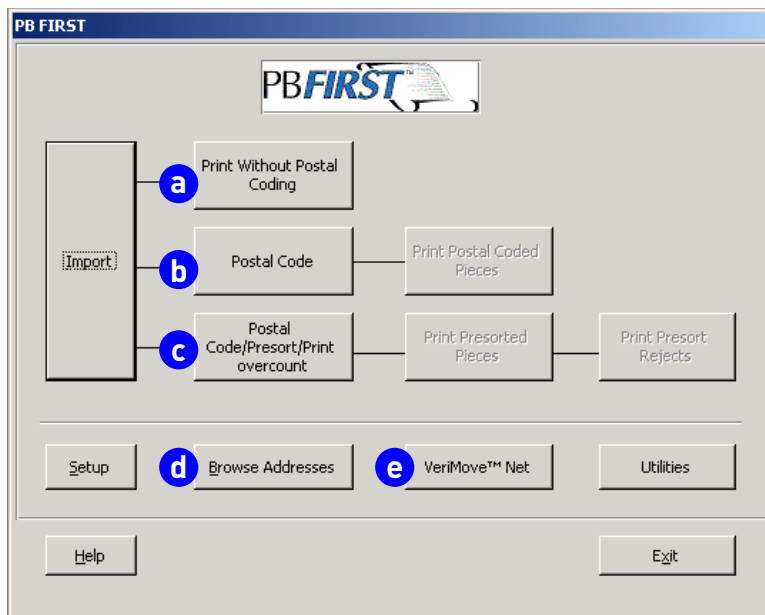 PB FIRST
PBFIRST™
Import
a
Print Without Postal
Coding
b
Postal Code
Print Postal Coded
Pieces
c
Postal
Code/Presort/Print
overcount
Print Presorted
Pieces
Print Presort
Rejects
Setup
d
Browse Addresses
e
VeriMove™ Net
Utilities
Help
Exit